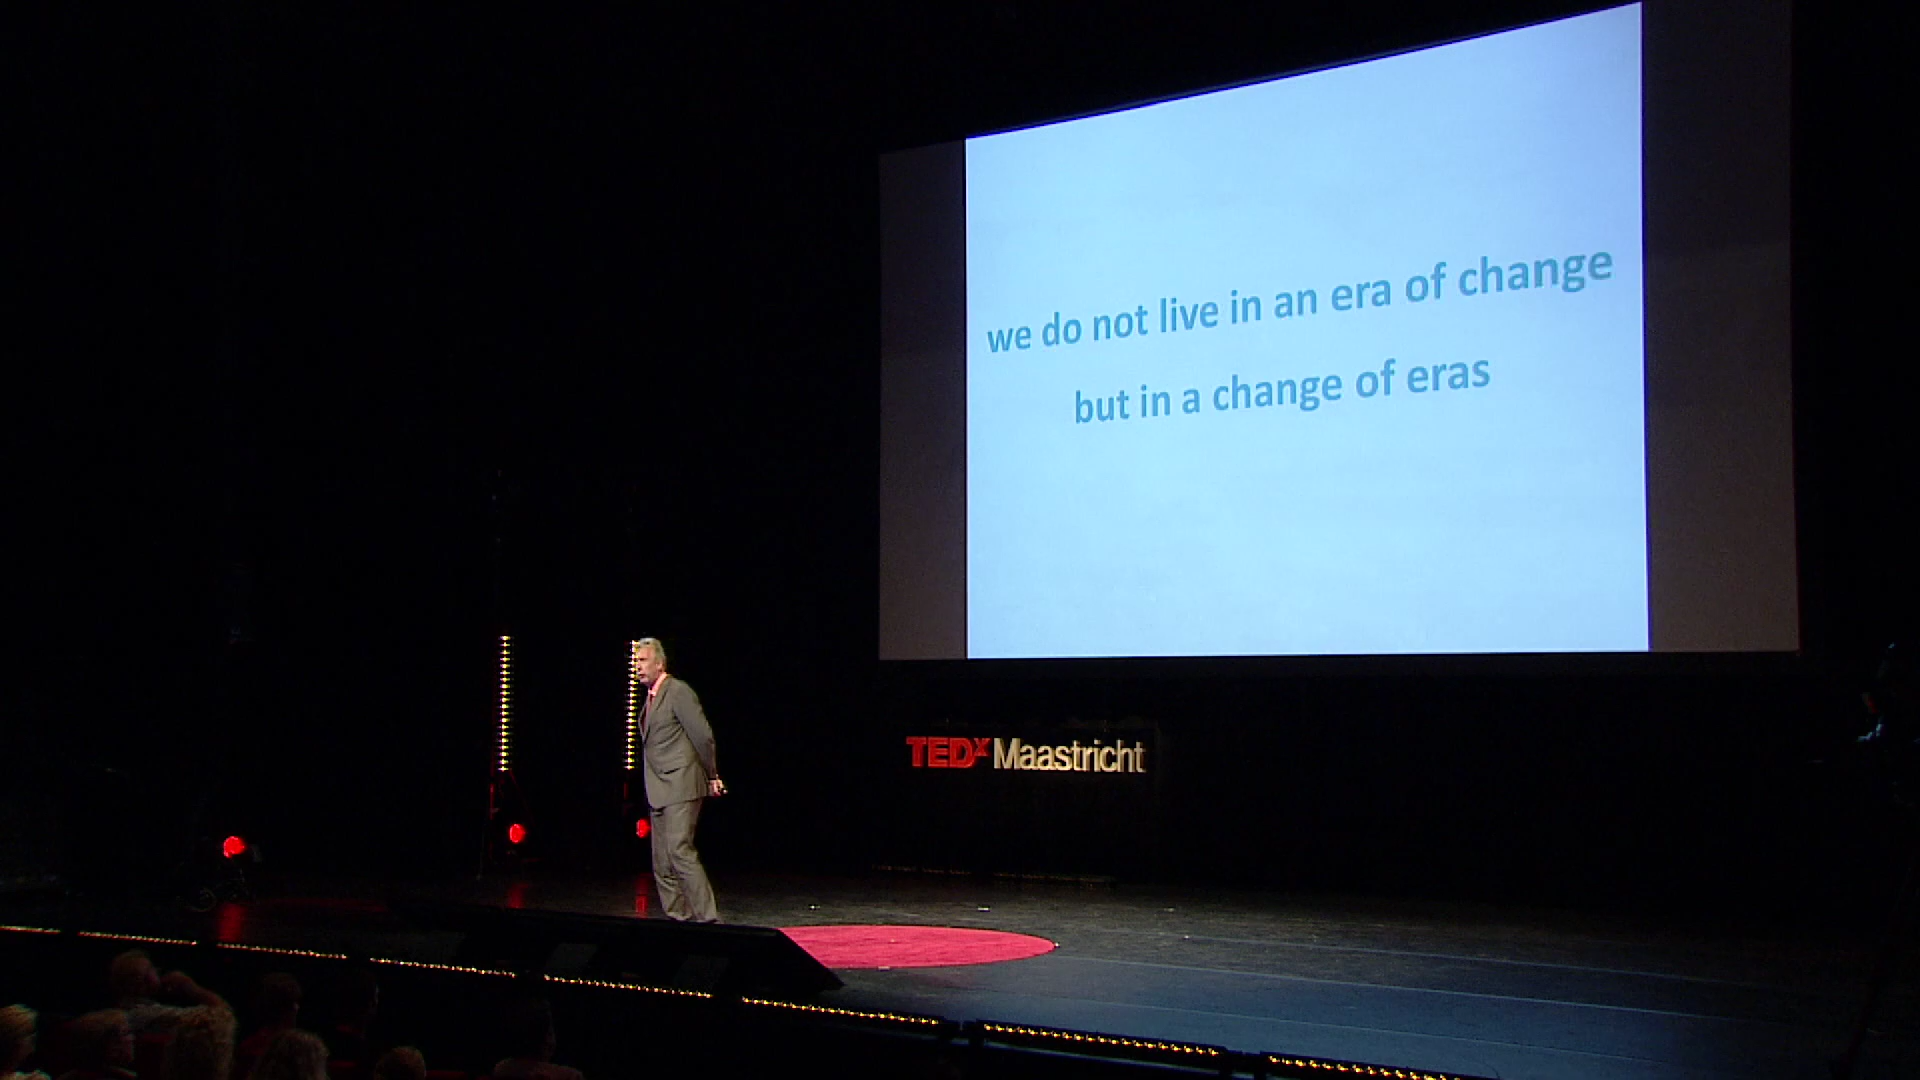 we do not live in an era of change
but in a change of eras
TEDx Maastricht